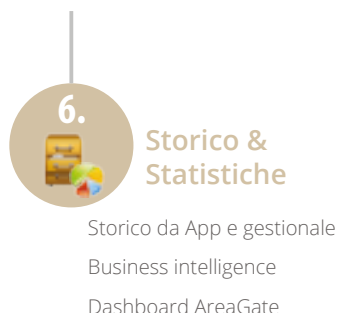 6.
Storico &
Statistiche
Storico da App e gestionale
Business intelligence
Dashboard AreaGate